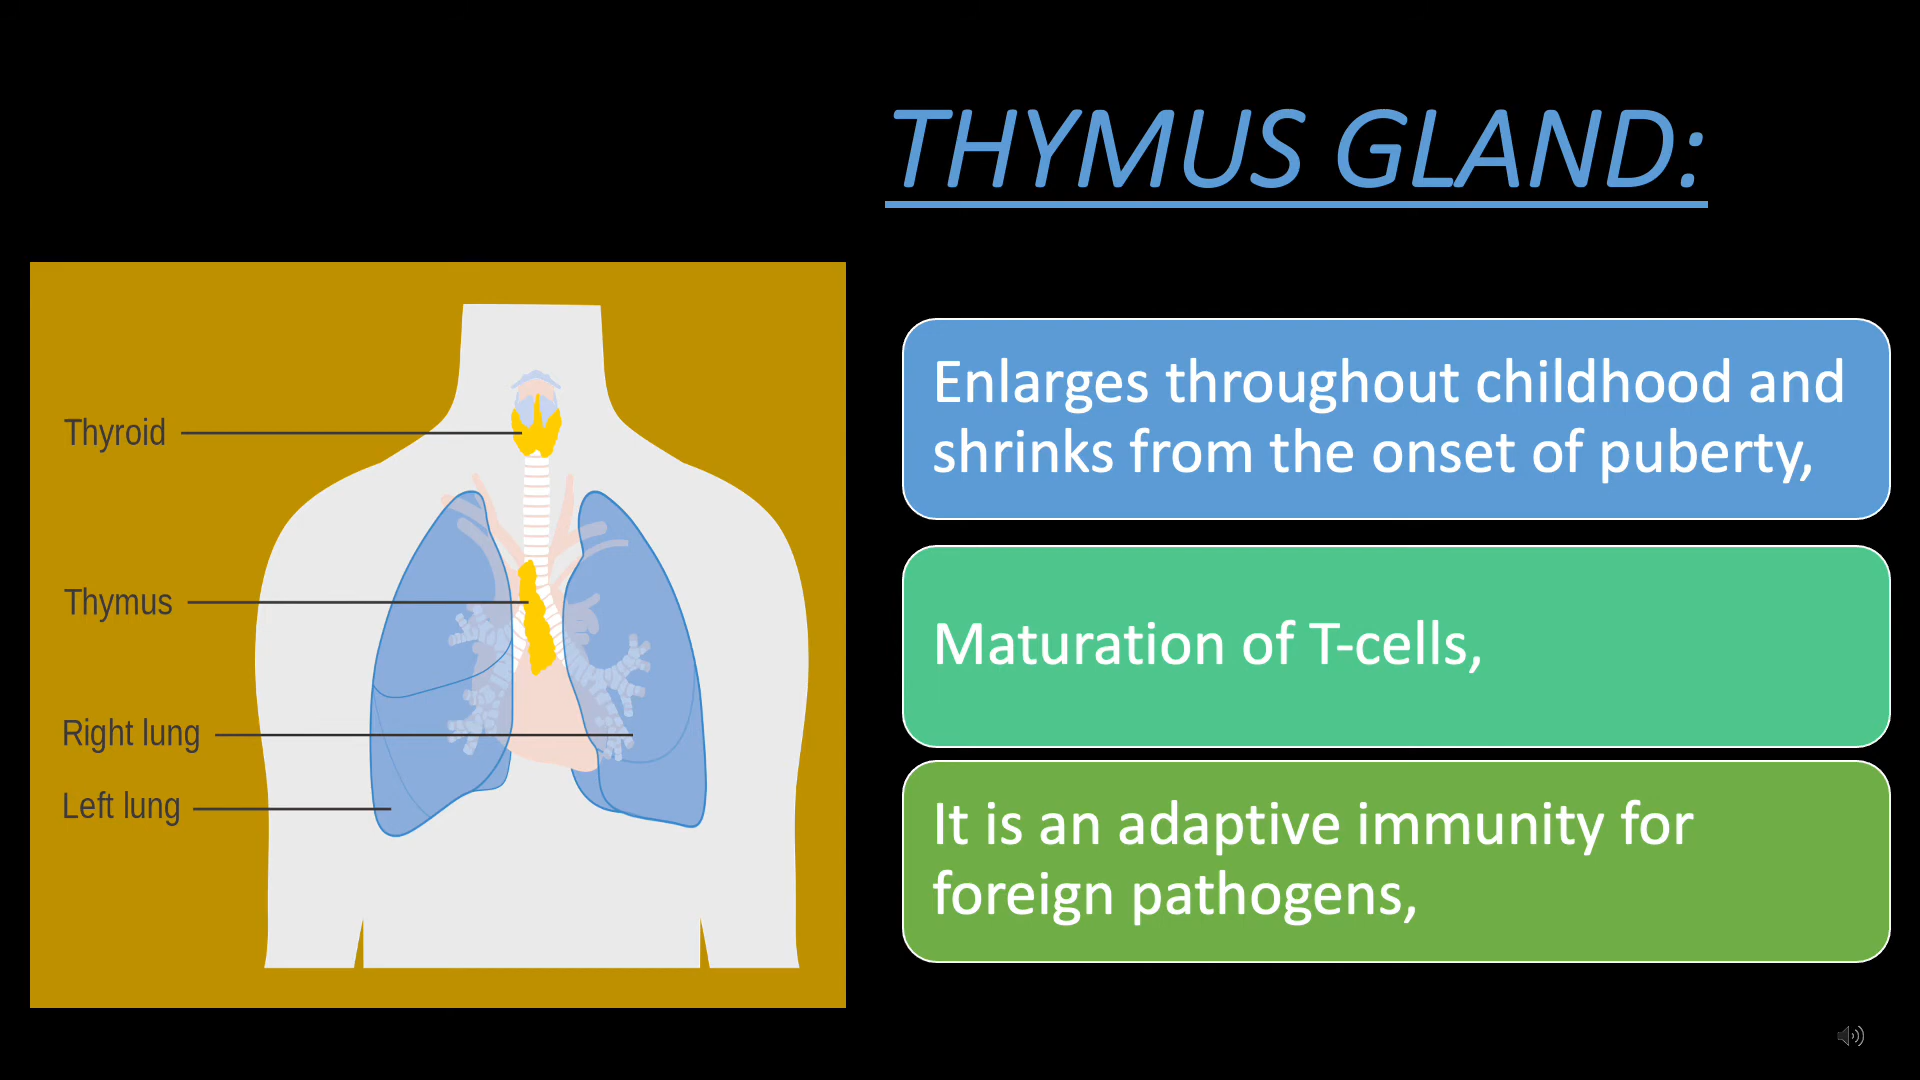 THYMUS GLAND:
Thyroid
Thymus
Right lung
Left lung
Enlarges throughout childhood and
shrinks from the onset of puberty,
Maturation of T-cells,
It is an adaptive immunity for
foreign pathogens,